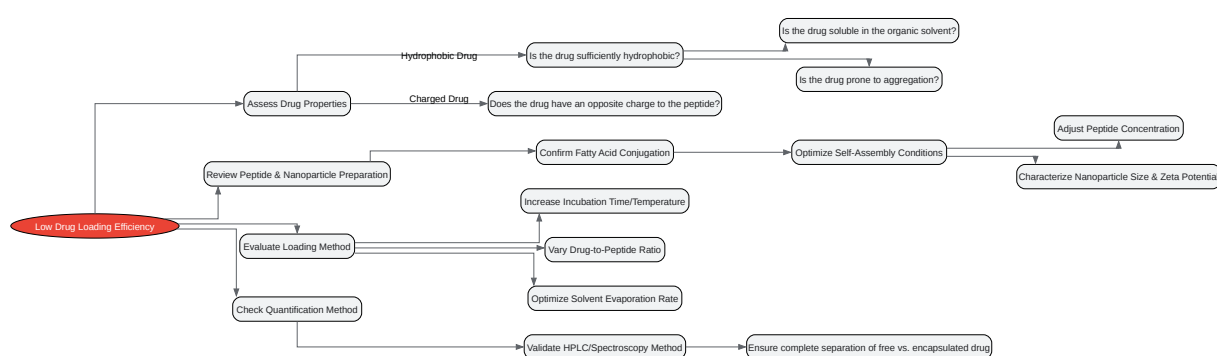 Is the drug soluble in the organic solvent?
Hydrophobic Drug
Is the drug sufficiently hydrophobic?
Is the drug prone to aggregation?
Assess Drug Properties
Charged Drug
Does the drug have an opposite charge to the peptide?
Adjust Peptide Concentration
Confirm Fatty Acid Conjugation
Optimize Self-Assembly Conditions
Review Peptide & Nanoparticle Preparation
Characterize Nanoparticle Size & Zeta Potential
Increase Incubation Time/Temperature
Low Drug Loading Efficiency
Evaluate Loading Method
Vary Drug-to-Peptide Ratio
Optimize Solvent Evaporation Rate
Check Quantification Method
Validate HPLC/Spectroscopy Method
Ensure complete separation of free vs. encapsulated drug